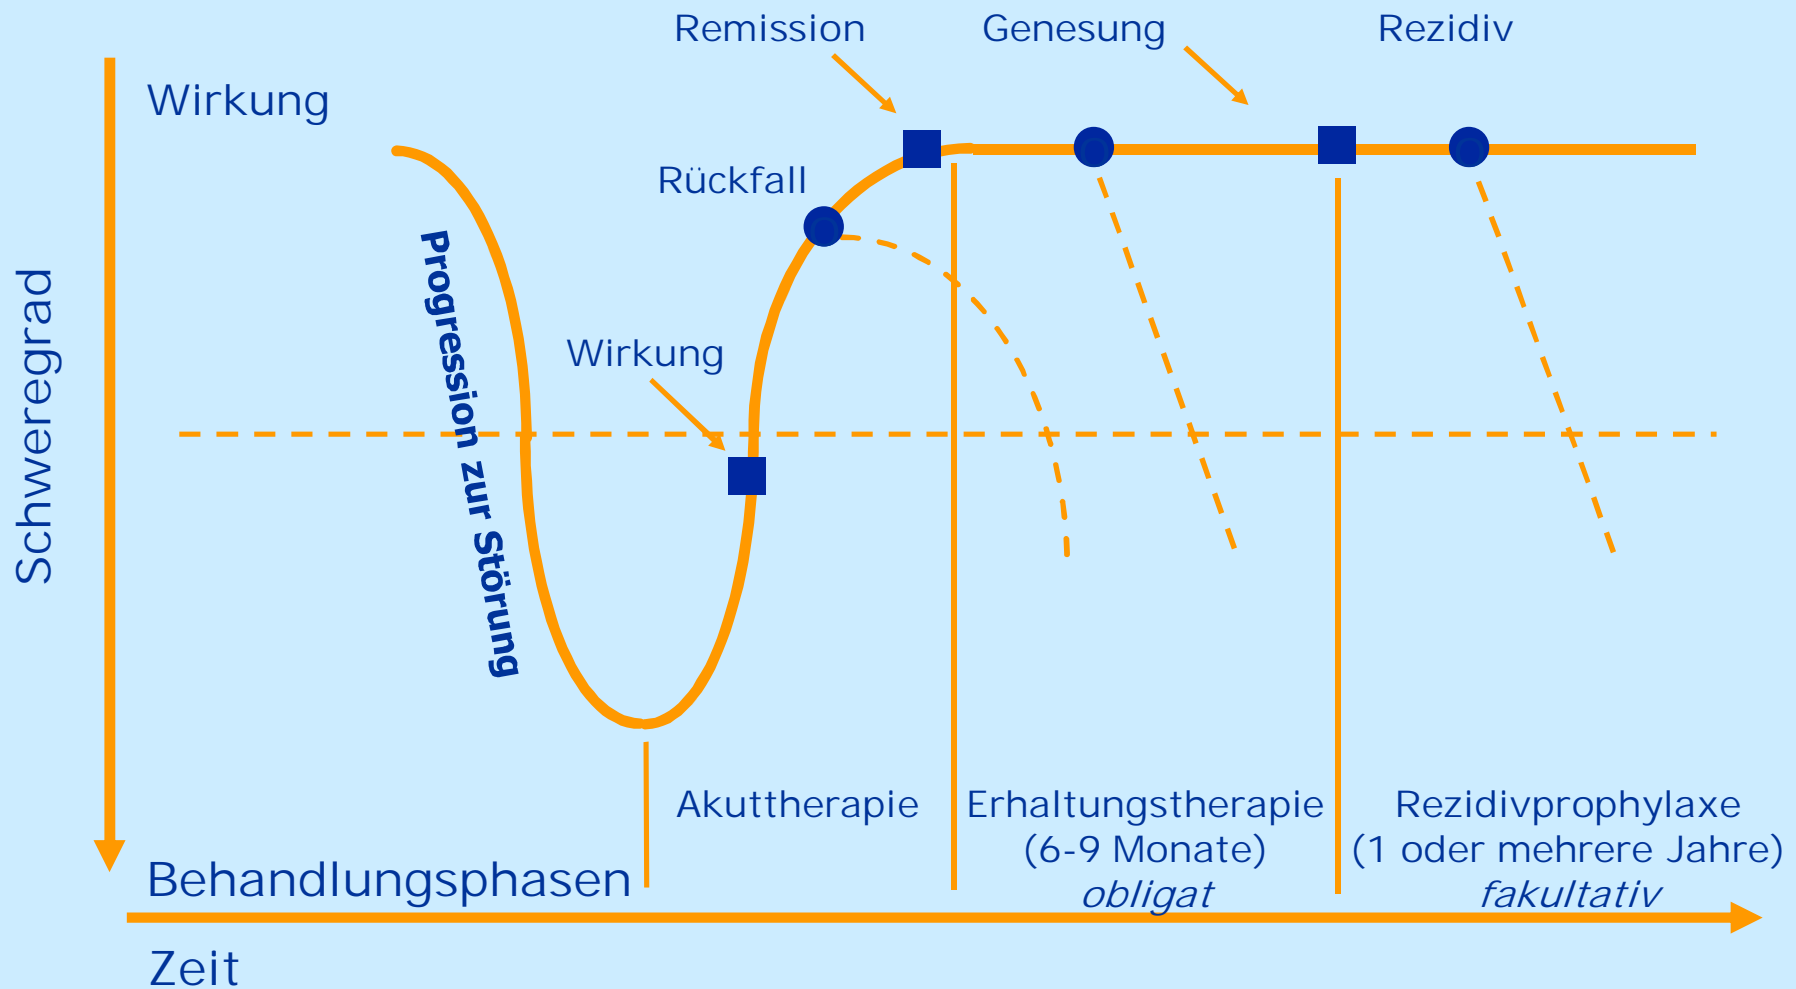 Remission
Genesung
Rezidiv
Wirkung
Rückfall
Progression zur Störung
Schweregrad
Wirkung
Akuttherapie
Erhaltungstherapie
(6-9 Monate)
obligat
Rezidivprophylaxe
(1 oder mehrere Jahre)
fakultativ
Behandlungsphasen
Zeit